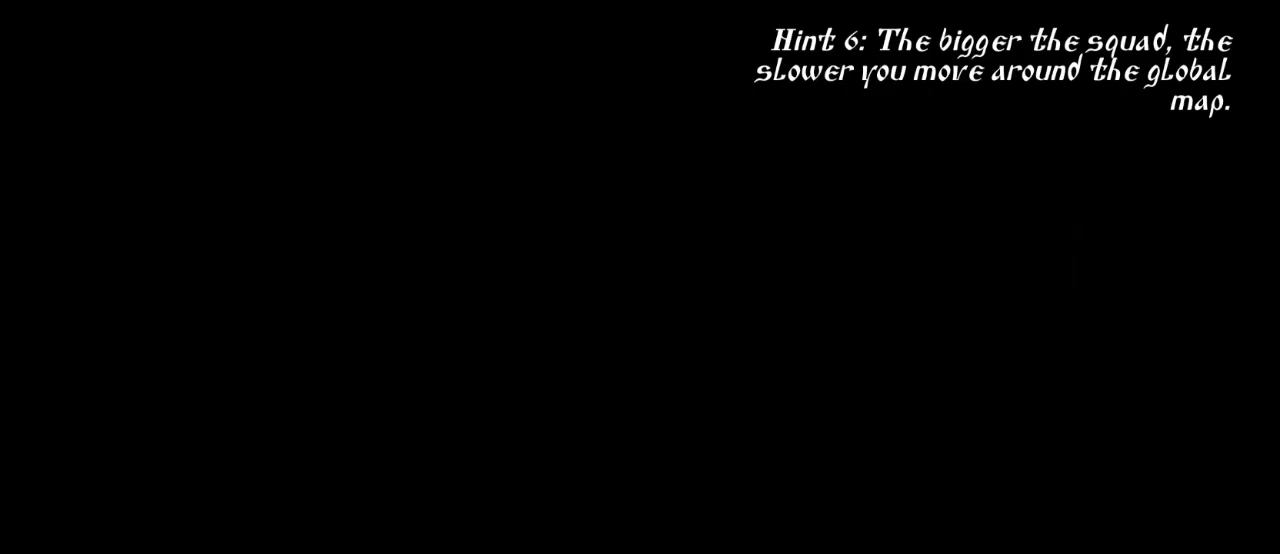 Hint 6: The bigger the squad, the
slower you move around the global
map.